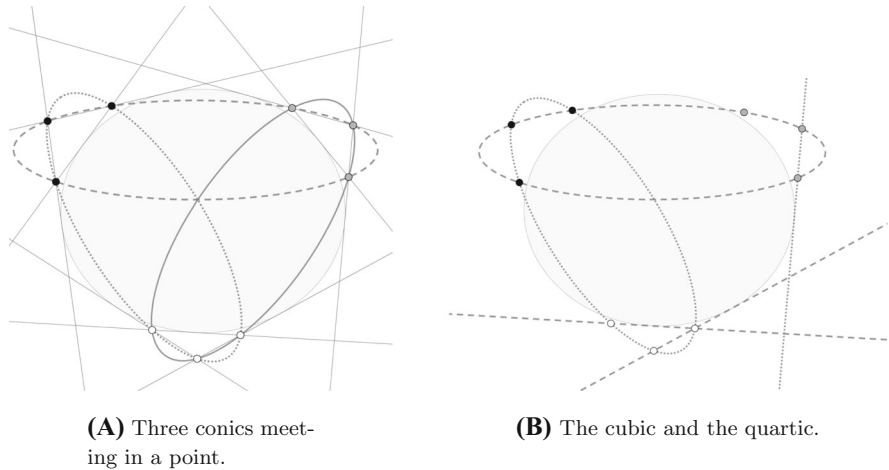 (A) Three conics meet-
ing in a point.
(B) The cubic and the quartic.